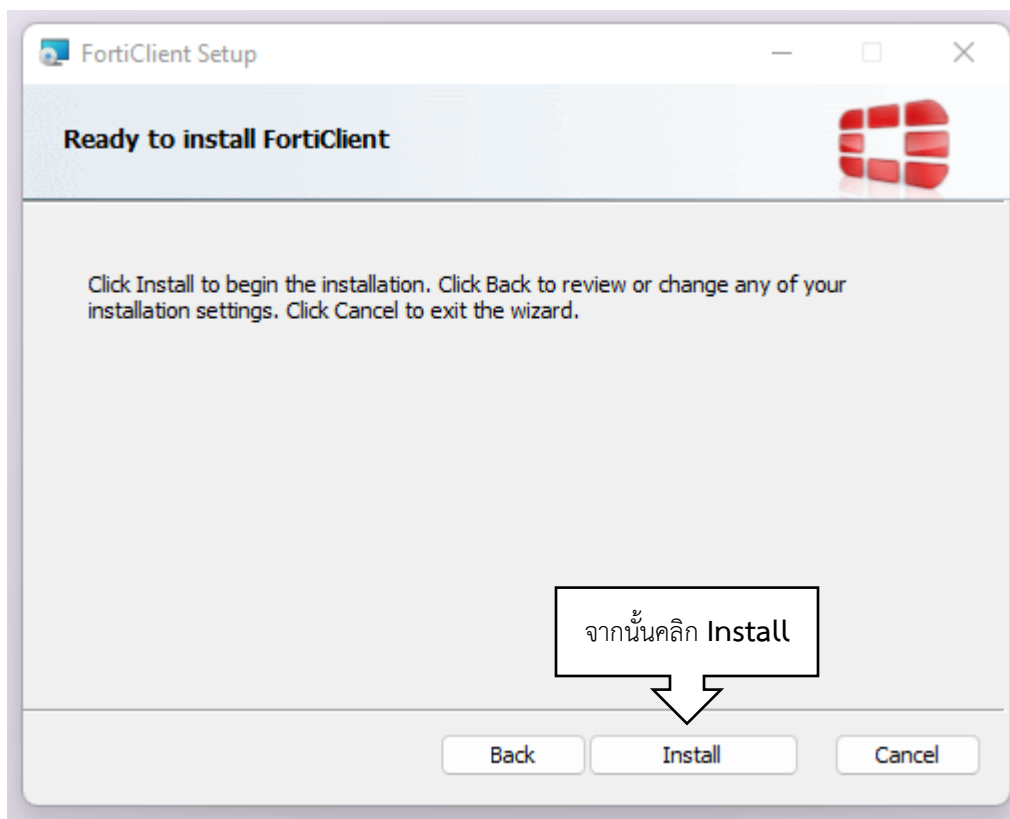 FortiClient Setup
Ready to install FortiClient
Click Install to begin the installation. Click Back to review or change any of your
installation settings. Click Cancel to exit the wizard.
จากนั้นคลิก Install
Back Install Cancel